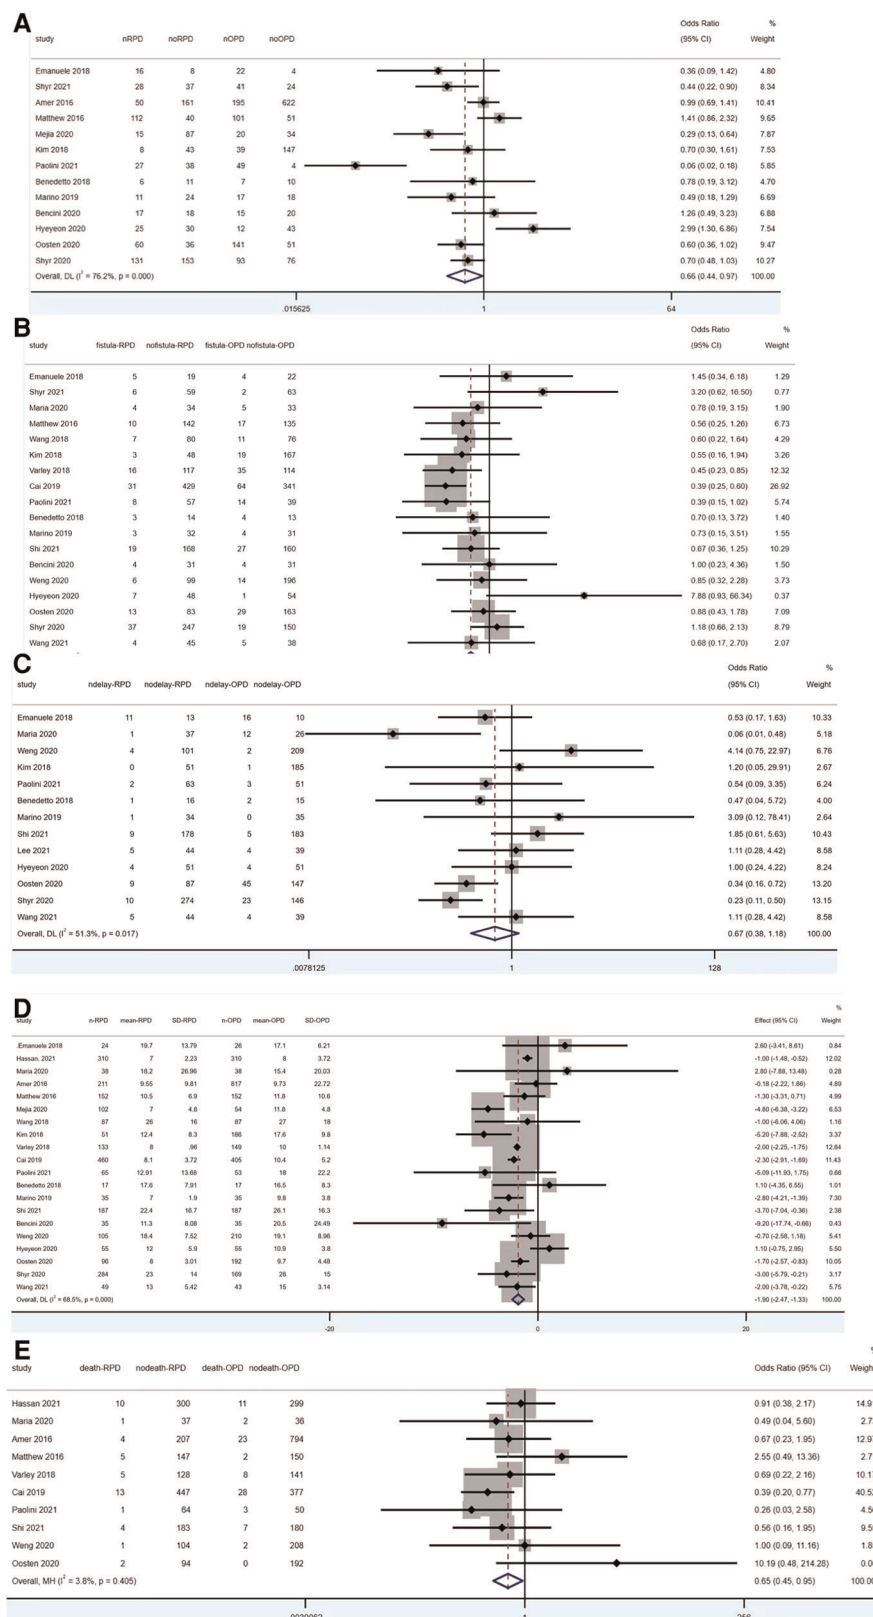 A
Odds Ratio %
study nRPD noRPD nOPD noOPD (95% CI) Weight
Emanuele 2018 16 8 22 4 0.36 (0.09, 1.42) 4.80
Shyr 2021 28 37 41 24 0.44 (0.22, 0.90) 8.34
Amer 2016 50 161 195 622 0.99 (0.69, 1.41) 10.41
Matthew 2016 112 40 101 51 1.41 (0.86, 2.32) 9.65
Mejia 2020 15 87 20 34 0.29 (0.13, 0.64) 7.87
Kim 2018 8 43 39 147 0.70 (0.30, 1.61) 7.53
Paolini 2021 27 38 49 4 0.06 (0.02, 0.18) 5.85
Benedetto 2018 6 11 7 10 0.78 (0.19, 3.12) 4.70
Marino 2019 11 24 17 18 0.49 (0.18, 1.29) 6.69
Bencini 2020 17 18 15 20 1.26 (0.49, 3.23) 6.88
Hyeyeon 2020 25 30 12 43 2.99 (1.30, 6.86) 7.54
Oosten 2020 60 36 141 51 0.60 (0.36, 1.02) 9.47
Shyr 2020 131 153 93 76 0.70 (0.48, 1.03) 10.27
Overall, DL (I² = 76.2%, p = 0.000) 0.66 (0.44, 0.97) 100.00
.015625 1 64
B
Odds Ratio %
study fistula-RPD nofistula-RPD fistula-OPD nofistula-OPD (95% CI) Weight
Emanuele 2018 5 19 4 22 1.45 (0.34, 6.18) 1.29
Shyr 2021 6 59 2 63 3.20 (0.62, 16.50) 0.77
Maria 2020 4 34 5 33 0.78 (0.19, 3.15) 1.90
Matthew 2016 10 142 17 135 0.56 (0.25, 1.26) 6.73
Wang 2018 7 80 11 76 0.60 (0.22, 1.64) 4.29
Kim 2018 3 48 19 167 0.55 (0.16, 1.94) 3.26
Varley 2018 16 117 35 114 0.45 (0.23, 0.85) 12.32
Cai 2019 31 429 64 341 0.39 (0.25, 0.60) 26.92
Paolini 2021 8 57 14 39 0.39 (0.15, 1.02) 5.74
Benedetto 2018 3 14 4 13 0.70 (0.13, 3.72) 1.40
Marino 2019 3 32 4 31 0.73 (0.15, 3.51) 1.55
Shi 2021 19 168 27 160 0.67 (0.36, 1.25) 10.29
Bencini 2020 4 31 4 31 1.00 (0.23, 4.36) 1.50
Weng 2020 6 99 14 196 0.85 (0.32, 2.28) 3.73
Hyeyeon 2020 7 48 1 54 7.88 (0.93, 66.34) 0.37
Oosten 2020 13 83 29 163 0.88 (0.43, 1.78) 7.09
Shyr 2020 37 247 19 150 1.18 (0.66, 2.13) 8.79
Wang 2021 4 45 5 38 0.68 (0.17, 2.70) 2.07
C
Odds Ratio %
study ndelay-RPD nodelay-RPD ndelay-OPD nodelay-OPD (95% CI) Weight
Emanuele 2018 11 13 16 10 0.53 (0.17, 1.63) 10.33
Maria 2020 1 37 12 26 0.06 (0.01, 0.48) 5.18
Weng 2020 4 101 2 209 4.14 (0.75, 22.97) 6.76
Kim 2018 0 51 1 185 1.20 (0.05, 29.91) 2.67
Paolini 2021 2 63 3 51 0.54 (0.09, 3.35) 6.24
Benedetto 2018 1 16 2 15 0.47 (0.04, 5.72) 4.00
Marino 2019 1 34 0 35 3.09 (0.12, 78.41) 2.64
Shi 2021 9 178 5 183 1.85 (0.61, 5.63) 10.43
Lee 2021 5 44 4 39 1.11 (0.28, 4.42) 8.58
Hyeyeon 2020 4 51 4 51 1.00 (0.24, 4.22) 8.24
Oosten 2020 9 87 45 147 0.34 (0.16, 0.72) 13.20
Shyr 2020 10 274 23 146 0.23 (0.11, 0.50) 13.15
Wang 2021 5 44 4 39 1.11 (0.28, 4.42) 8.58
Overall, DL (I² = 51.3%, p = 0.017) 0.67 (0.38, 1.18) 100.00
.0078125 1 128
D
%
study n-RPD mean-RPD SD-RPD n-OPD mean-OPD SD-OPD Effect (95% CI) Weight
.Emanuele 2018 24 19.7 13.79 26 17.1 6.21 2.60 (-3.41, 8.61) 0.84
Hassan. 2021 310 7 2.23 310 8 3.72 -1.00 (-1.48, -0.52) 12.02
Maria 2020 38 18.2 26.96 38 15.4 20.03 2.80 (-7.88, 13.48) 0.28
Amer 2016 211 9.55 9.81 817 9.73 22.72 -0.18 (-2.22, 1.86) 4.89
Matthew 2016 152 10.5 6.9 152 11.8 10.6 -1.30 (-3.31, 0.71) 4.99
Mejia 2020 102 7 4.8 54 11.8 4.8 -4.80 (-6.38, -3.22) 6.53
Wang 2018 87 26 16 87 27 18 -1.00 (-6.06, 4.06) 1.16
Kim 2018 51 12.4 8.3 186 17.6 9.8 -5.20 (-7.88, -2.52) 3.37
Varley 2018 133 8 .96 149 10 1.14 -2.00 (-2.25, -1.75) 12.84
Cai 2019 460 8.1 3.72 405 10.4 5.2 -2.30 (-2.91, -1.69) 11.43
Paolini 2021 65 12.91 13.68 53 18 22.2 -5.09 (-11.93, 1.75) 0.66
Benedetto 2018 17 17.6 7.91 17 16.5 8.3 1.10 (-4.35, 6.55) 1.01
Marino 2019 35 7 1.9 35 9.8 3.8 -2.80 (-4.21, -1.39) 7.30
Shi 2021 187 22.4 16.7 187 26.1 16.3 -3.70 (-7.04, -0.36) 2.38
Bencini 2020 35 11.3 8.08 35 20.5 24.49 -9.20 (-17.74, -0.66) 0.43
Weng 2020 105 18.4 7.52 210 19.1 8.96 -0.70 (-2.58, 1.18) 5.41
Hyeyeon 2020 55 12 5.9 55 10.9 3.8 1.10 (-0.75, 2.95) 5.50
Oosten 2020 96 8 3.01 192 9.7 4.48 -1.70 (-2.57, -0.83) 10.05
Shyr 2020 284 23 14 169 26 15 -3.00 (-5.79, -0.21) 3.17
Wang 2021 49 13 5.42 43 15 3.14 -2.00 (-3.78, -0.22) 5.75
Overall, DL (I² = 68.5%, p = 0.000) -1.90 (-2.47, -1.33) 100.00
-20 0 20
E
study death-RPD nodeath-RPD death-OPD nodeath-OPD Odds Ratio (95% CI) Weigh
Hassan 2021 10 300 11 299 0.91 (0.38, 2.17) 14.9
Maria 2020 1 37 2 36 0.49 (0.04, 5.60) 2.7
Amer 2016 4 207 23 794 0.67 (0.23, 1.95) 12.9
Matthew 2016 5 147 2 150 2.55 (0.49, 13.36) 2.7
Varley 2018 5 128 8 141 0.69 (0.22, 2.16) 10.1
Cai 2019 13 447 28 377 0.39 (0.20, 0.77) 40.5
Paolini 2021 1 64 3 50 0.26 (0.03, 2.58) 4.5
Shi 2021 4 183 7 180 0.56 (0.16, 1.95) 9.5
Weng 2020 1 104 2 208 1.00 (0.09, 11.16) 1.8
Oosten 2020 2 94 0 192 10.19 (0.48, 214.28) 0.0
Overall, MH (I² = 3.8%, p = 0.405) 0.65 (0.45, 0.95) 100.00